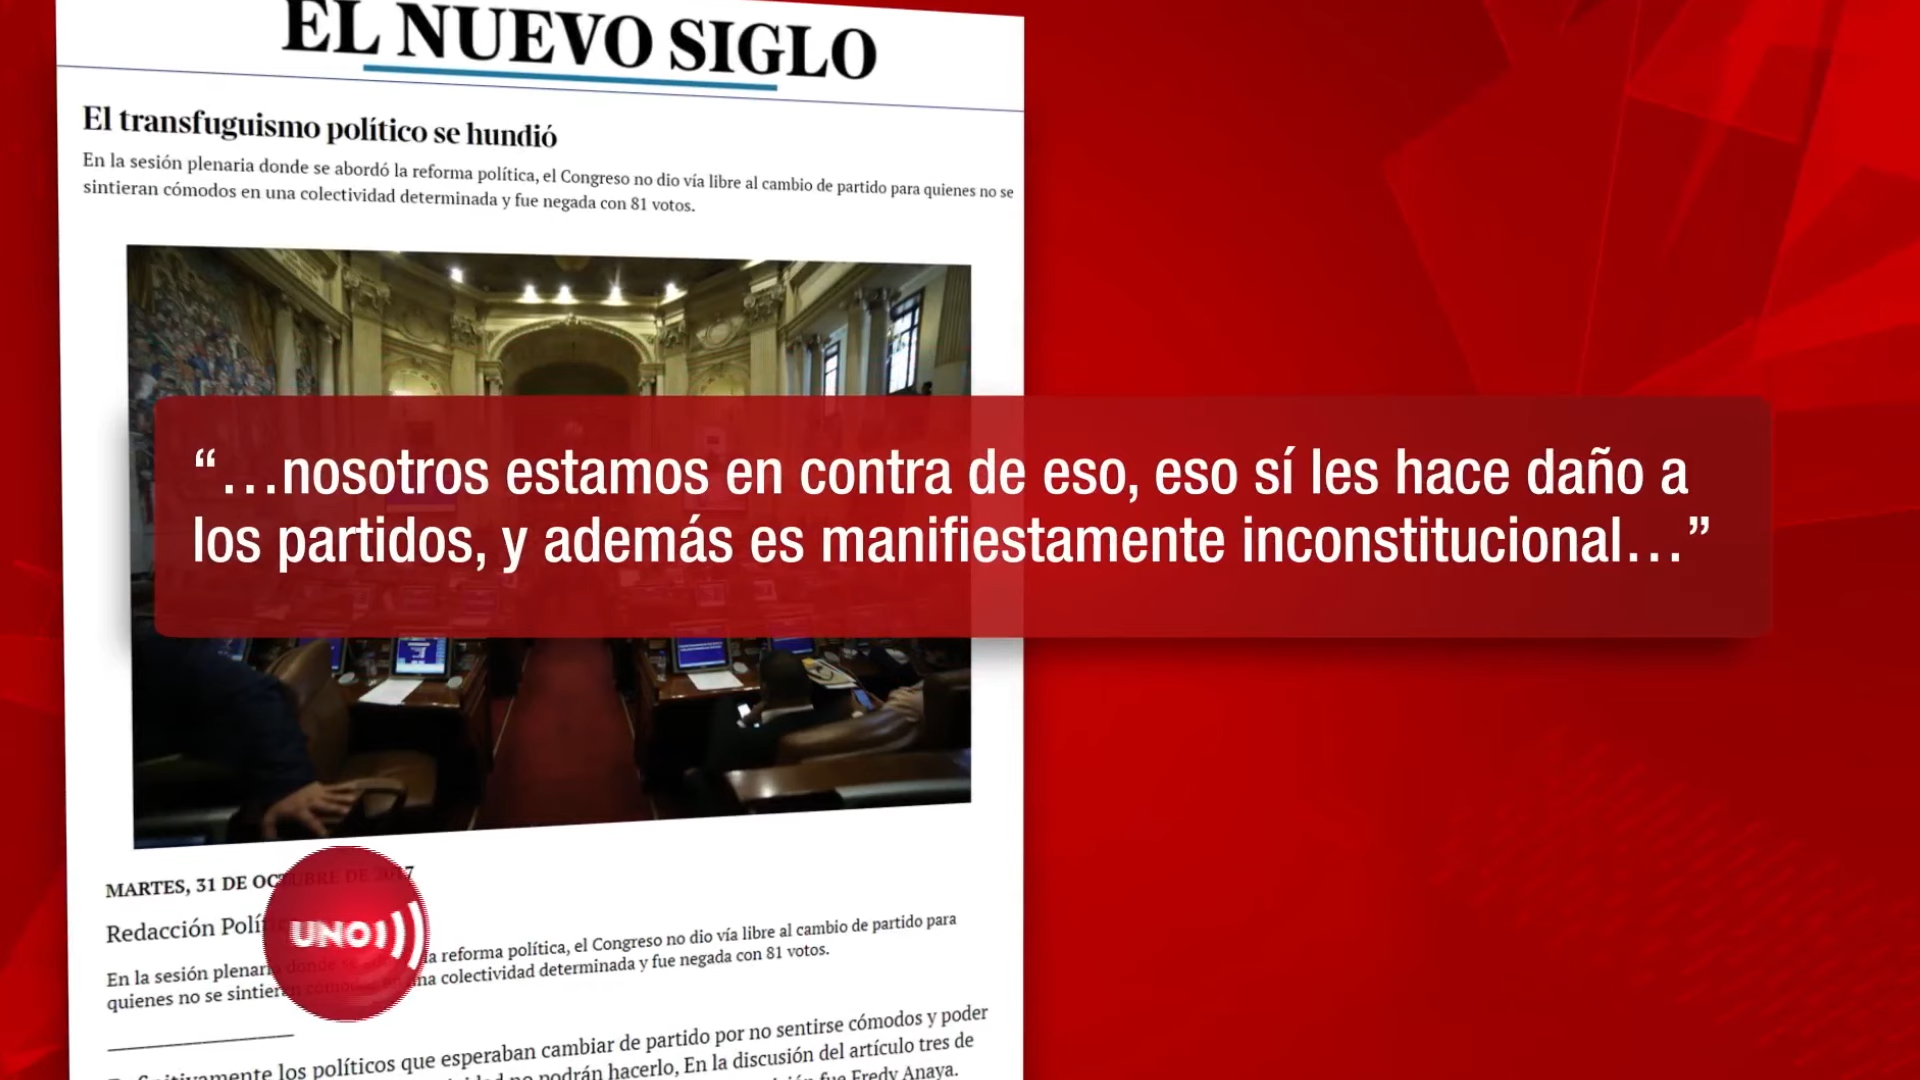 EL NUEVO SIGLO
El transfuguismo político se hundió
En la sesión plenaria donde se abordó la reforma política, el Congreso no dio vía libre al cambio de partido para quienes no se
sintieran cómodos en una colectividad determinada y fue negada con 81 votos.
“…nosotros estamos en contra de eso, eso sí les hace daño a
los partidos, y además es manifiestamente inconstitucional…”
MARTES, 31 DE OCTUBRE DE 2017
Redacción
UNO
En la sesión donde se la reforma política, el Congreso no dio vía libre al cambio de partido para
quienes no se colectividad determinada y fue negada con 81 votos.
los políticos que esperaban cambiar de partido por no sentirse cómodos y poder
no podrán hacerlo, En la discusión del artículo tres de
fue Fredy Anaya.